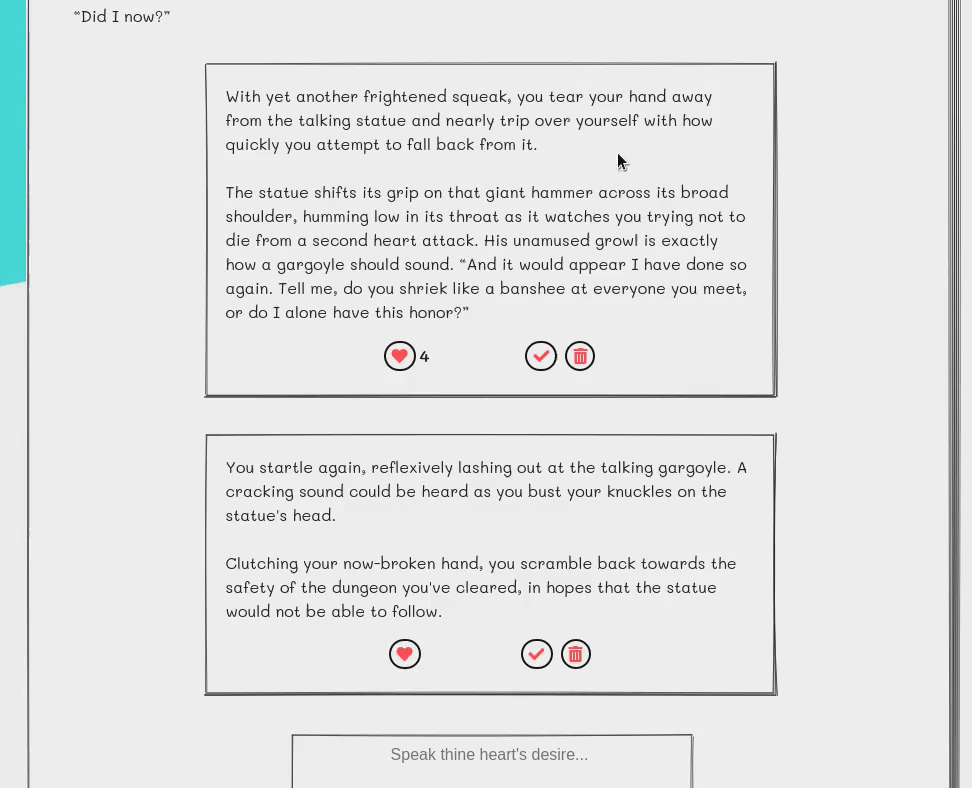 “Did I now?”
With yet another frightened squeak, you tear your hand away
from the talking statue and nearly trip over yourself with how
quickly you attempt to fall back from it.
The statue shifts its grip on that giant hammer across its broad
shoulder, humming low in its throat as it watches you trying not to
die from a second heart attack. His unamused growl is exactly
how a gargoyle should sound. “And it would appear I have done so
again. Tell me, do you shriek like a banshee at everyone you meet,
or do I alone have this honor?”
4
You startle again, reflexively lashing out at the talking gargoyle. A
cracking sound could be heard as you bust your knuckles on the
statue's head.
Clutching your now-broken hand, you scramble back towards the
safety of the dungeon you've cleared, in hopes that the statue
would not be able to follow.
Speak thine heart's desire...